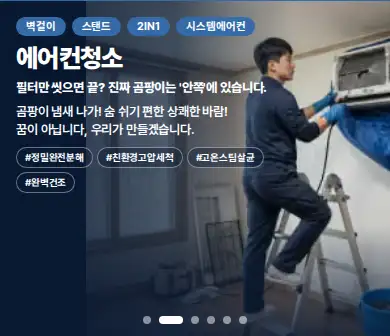 벽걸이 스탠드 2IN1 시스템에어컨
에어컨청소
필터만 씻으면 끝? 진짜 곰팡이는 '안쪽'에 있습니다.
곰팡이 냄새 나가! 숨 쉬기 편한 상쾌한 바람!
꿈이 아닙니다, 우리가 만들겠습니다.
#정밀완전분해 #친환경고압세척 #고온스팀살균
#완벽건조